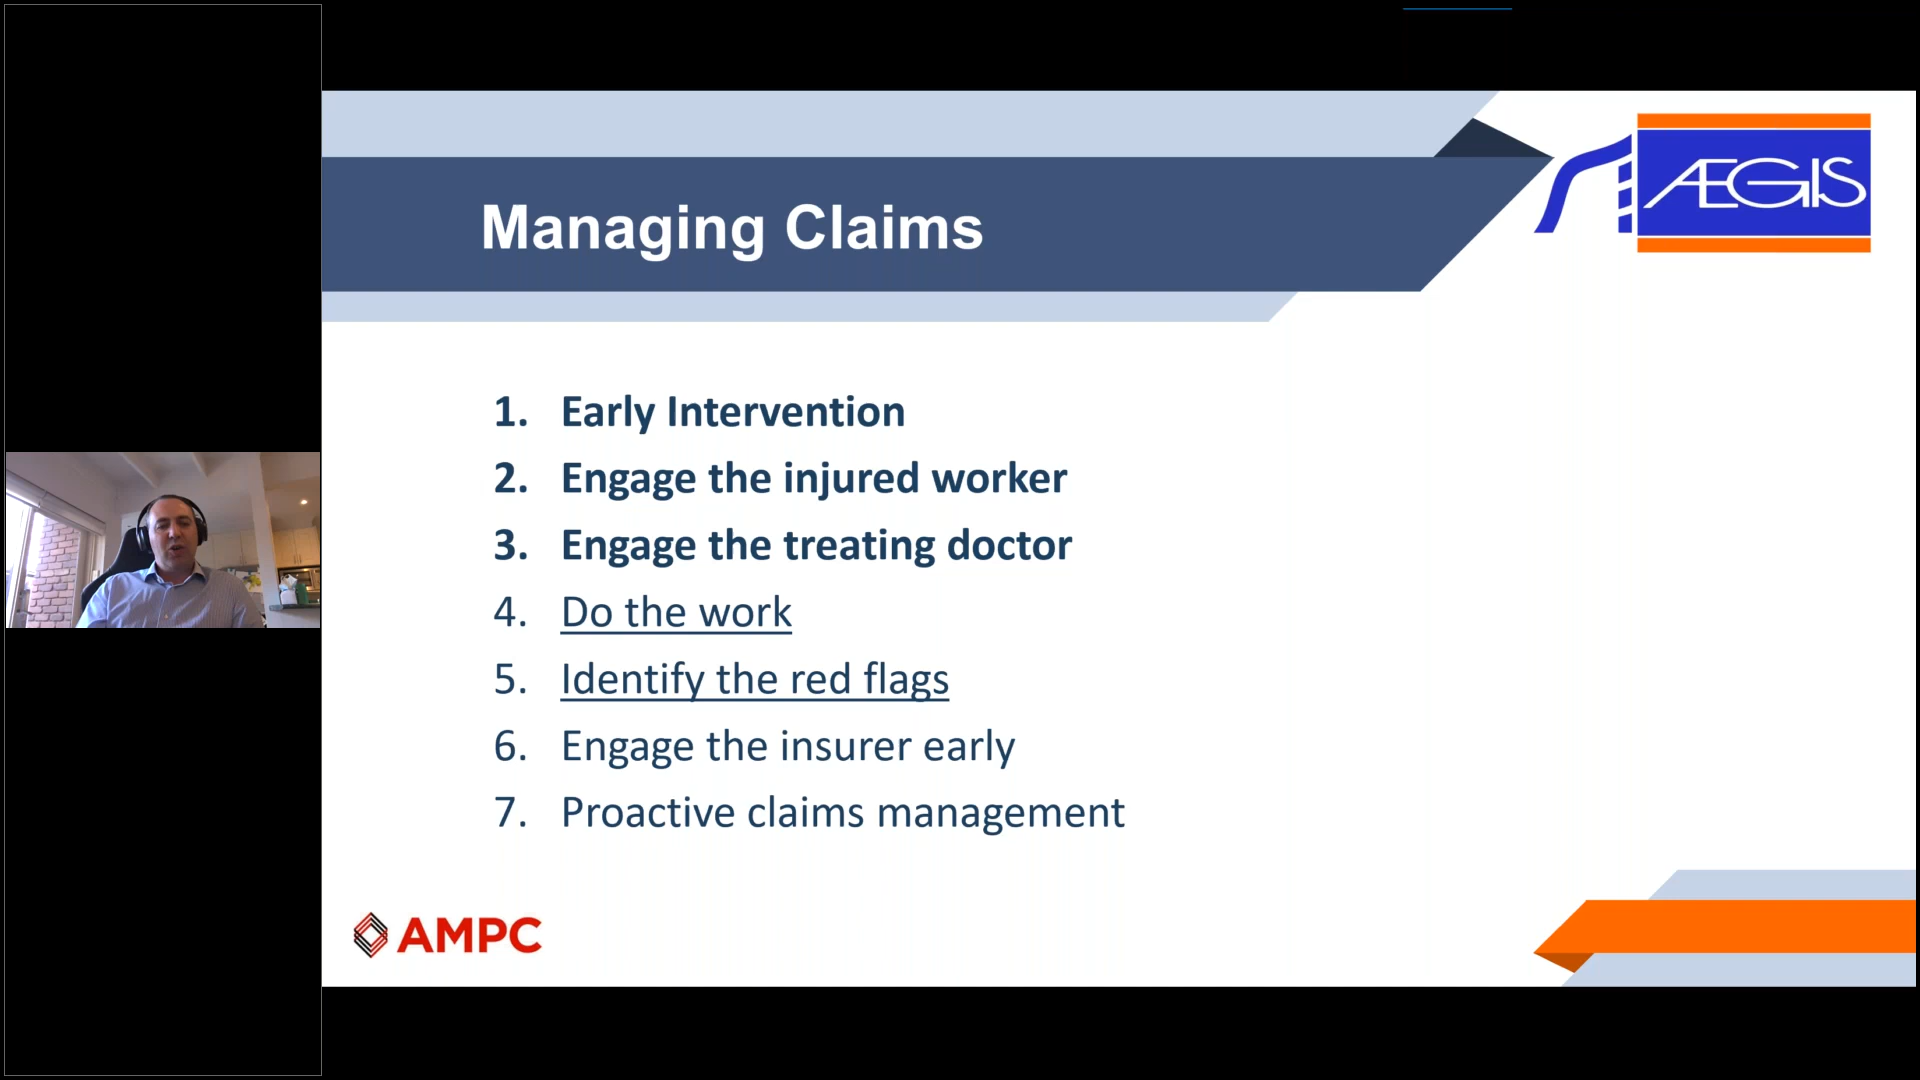 Managing Claims
ÆGIS
1. Early Intervention
2. Engage the injured worker
3. Engage the treating doctor
4. Do the work
5. Identify the red flags
6. Engage the insurer early
7. Proactive claims management
AMPC